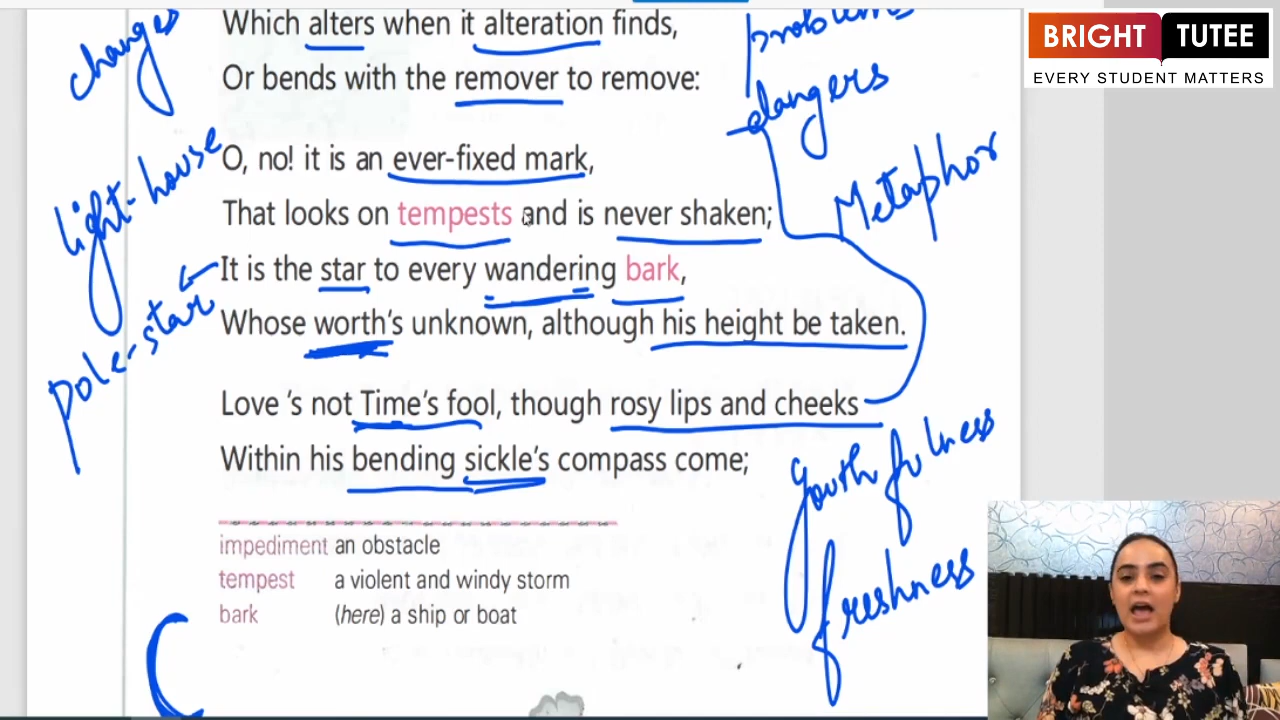 BRIGHT TUTEE
EVERY STUDENT MATTERS
changes
Which alters when it alteration finds,
problems
Or bends with the remover to remove:
dangers
light-house
O, no! it is an ever-fixed mark,
Metaphor
That looks on tempests and is never shaken;
It is the star to every wandering bark,
pole-star
Whose worth's unknown, although his height be taken.
Love 's not Time's fool, though rosy lips and cheeks
Within his bending sickle's compass come;
youthfulness
freshness
impediment an obstacle
tempest a violent and windy storm
bark (here) a ship or boat